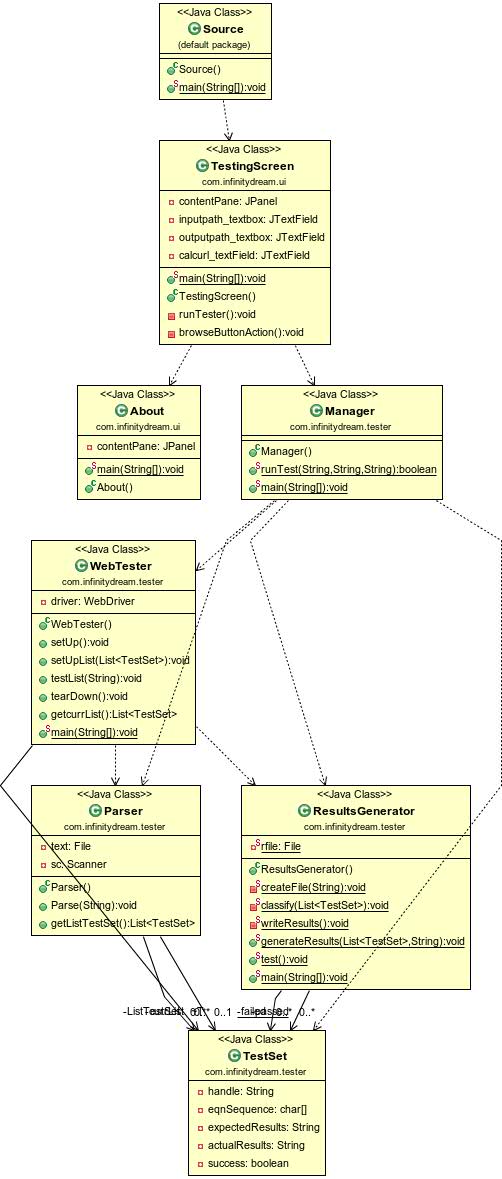 <<Java Class>>
Source
(default package)
Source()
main(String[]):void
<<Java Class>>
TestingScreen
com.infinitydream.ui
contentPane: JPanel
inputpath_textbox: JTextField
outputpath_textbox: JTextField
calcurl_textField: JTextField
main(String[]):void
TestingScreen()
runTester():void
browseButtonAction():void
<<Java Class>>
About
com.infinitydream.ui
contentPane: JPanel
main(String[]):void
About()
<<Java Class>>
Manager
com.infinitydream.tester
Manager()
runTest(String,String,String):boolean
main(String[]):void
<<Java Class>>
WebTester
com.infinitydream.tester
driver: WebDriver
WebTester()
setUp():void
setUpList(List<TestSet>):void
testList(String):void
tearDown():void
getcurrList():List<TestSet>
main(String[]):void
<<Java Class>>
Parser
com.infinitydream.tester
text: File
sc: Scanner
Parser()
Parse(String):void
getListTestSet():List<TestSet>
<<Java Class>>
ResultsGenerator
com.infinitydream.tester
rfile: File
ResultsGenerator()
createFile(String):void
classify(List<TestSet>):void
writeResults():void
generateResults(List<TestSet>,String):void
test():void
main(String[]):void
0..1 0..* 0..*
<<Java Class>>
TestSet
com.infinitydream.tester
handle: String
eqnSequence: char[]
expectedResults: String
actualResults: String
success: boolean